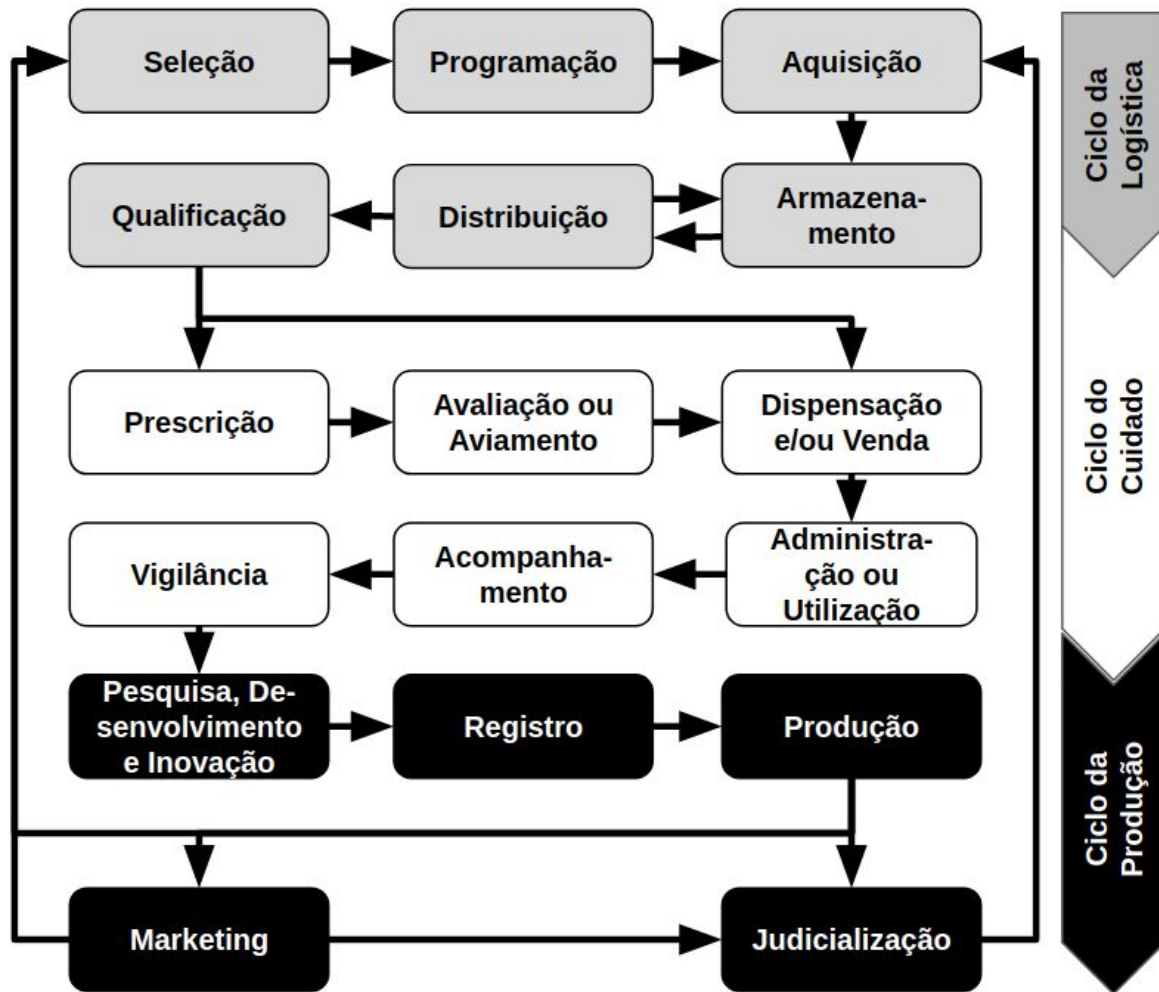 Seleção
Programação
Aquisição
Ciclo da
Logística
Qualificação
Distribuição
Armazena-
mento
Prescrição
Avaliação ou
Aviamento
Dispensação
e/ou Venda
Ciclo do
Cuidado
Vigilância
Acompanha-
mento
Administra-
ção ou
Utilização
Pesquisa, De-
senvolvimento
e Inovação
Registro
Produção
Ciclo da
Produção
Marketing
Judicialização